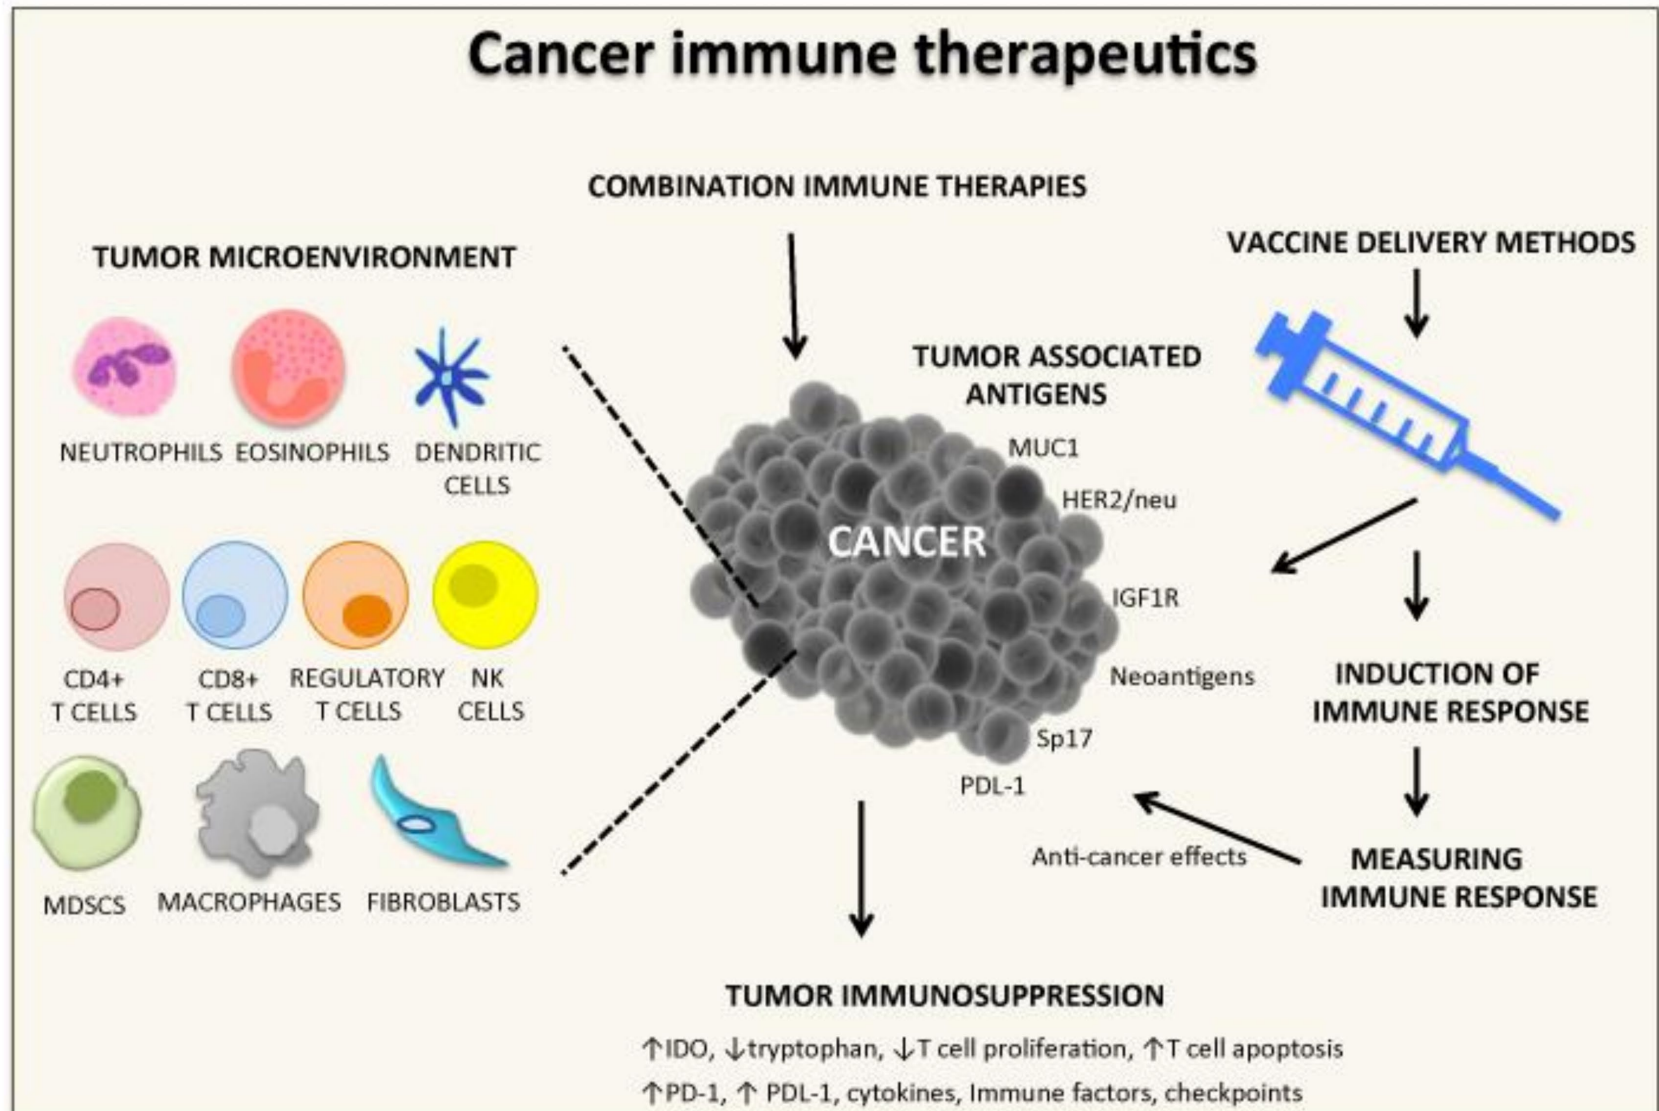 Cancer immune therapeutics
COMBINATION IMMUNE THERAPIES
TUMOR MICROENVIRONMENT
NEUTROPHILS
EOSINOPHILS
DENDRITIC
CELLS
CD4+
T CELLS
CD8+
T CELLS
REGULATORY
T CELLS
NK
CELLS
MDSCS
MACROPHAGES
FIBROBLASTS
CANCER
TUMOR ASSOCIATED
ANTIGENS
MUC1
HER2/neu
IGF1R
Neoantigens
Sp17
PDL-1
VACCINE DELIVERY METHODS
INDUCTION OF
IMMUNE RESPONSE
MEASURING
IMMUNE RESPONSE
Anti-cancer effects
TUMOR IMMUNOSUPPRESSION
↑IDO, ↓tryptophan, ↓T cell proliferation, ↑T cell apoptosis
↑PD-1, ↑ PDL-1, cytokines, Immune factors, checkpoints